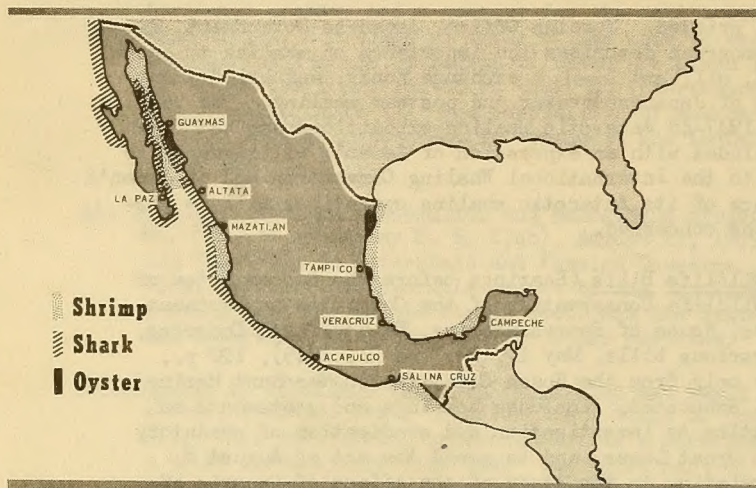 GUAYMAS
LA PAZ
ALTATA
MAZATLAN
TAMPICO
VERACRUZ
CAMPECHE
ACAPULCO
SALINA CRUZ
Shrimp
Shark
Oyster